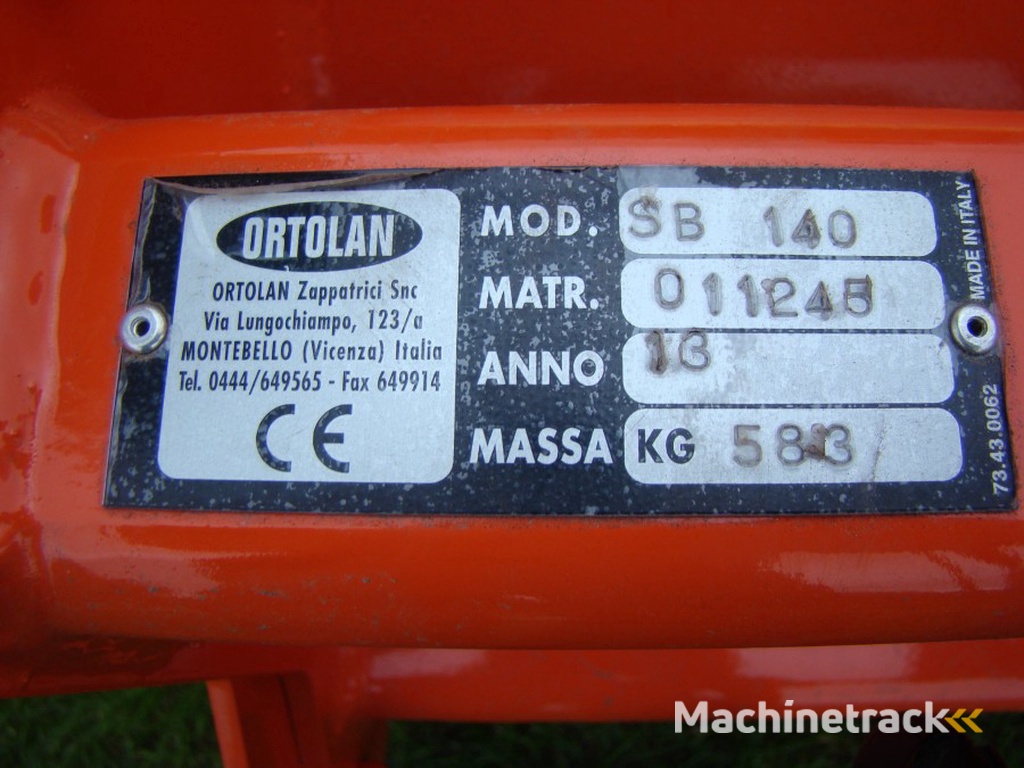 ORTOLAN
ORTOLAN Zappatrici Snc
Via Lungochiampo, 123/a
MONTEBELLO (Vicenza) Italia
Tel. 0444/649565 - Fax 649914
CE
MOD. SB 140
MATR. 011245
ANNO 13
MASSA KG 583
MADE IN ITALY
73.43.0062
Machinetrack